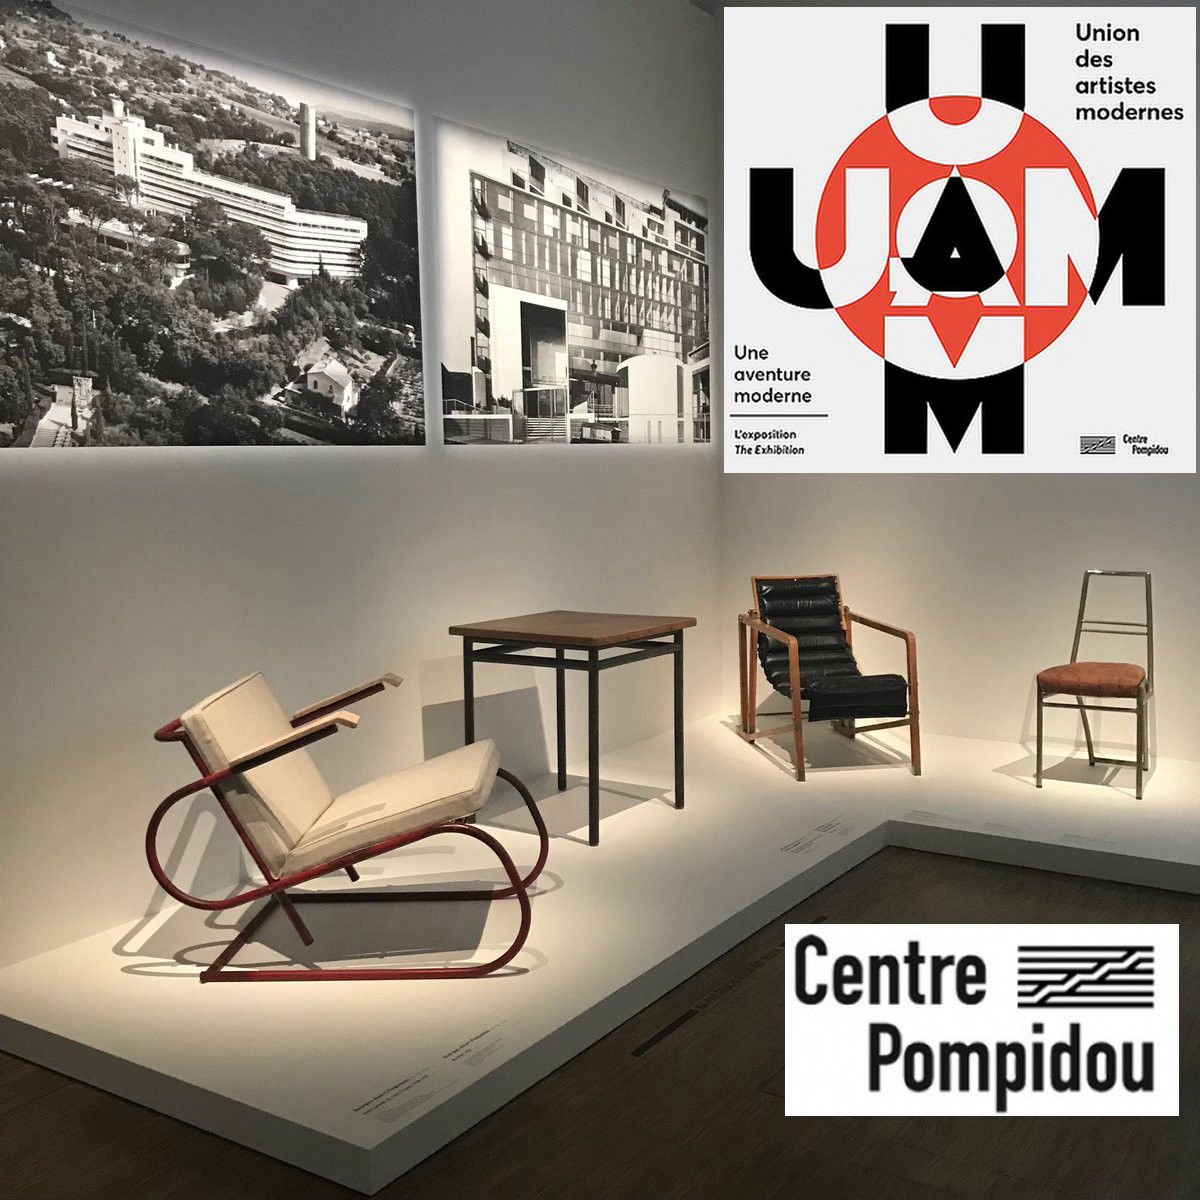 U
UAM
M
Union
des
artistes
modernes
Une
aventure
moderne
L'exposition
The Exhibition
Centre
Pompidou
Centre
Pompidou